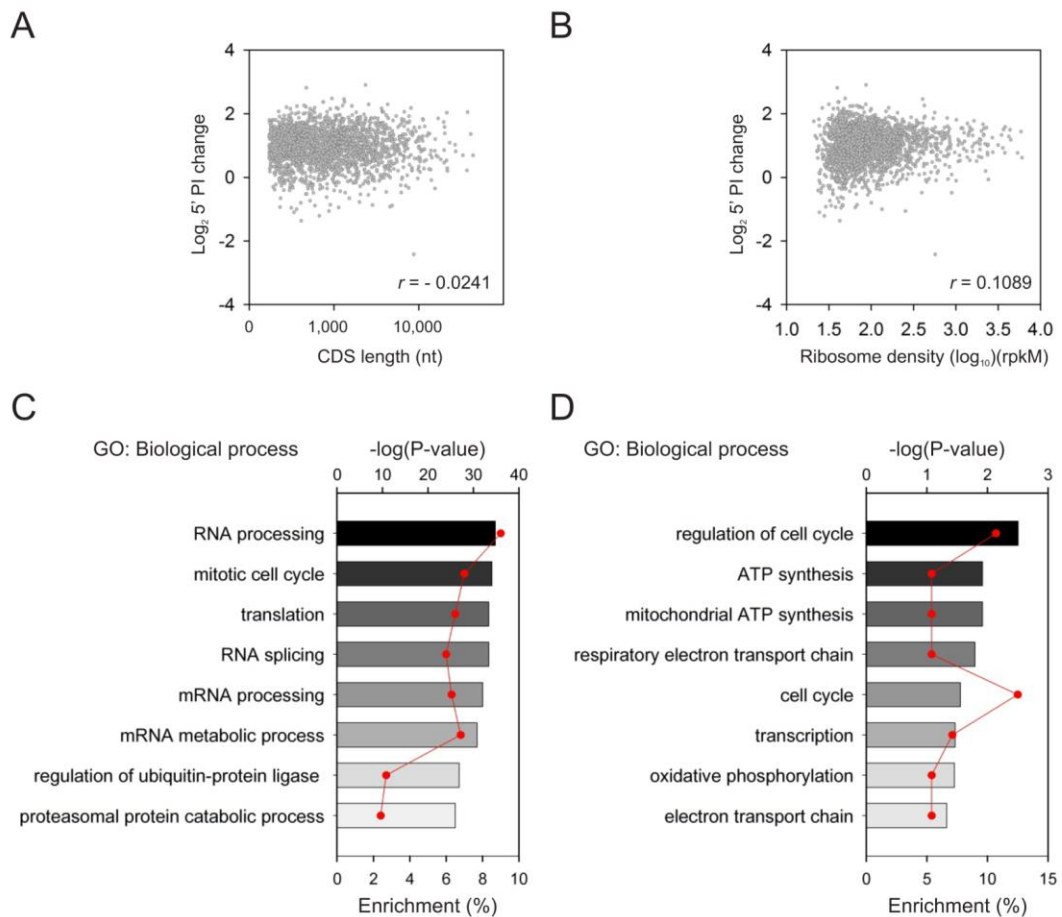 A
Log2 5' PI change
4
2
0
-2
-4
r = - 0.0241
0
1,000
10,000
CDS length (nt)
B
Log2 5' PI change
4
2
0
-2
-4
r = 0.1089
1.0 1.5 2.0 2.5 3.0 3.5 4.0
Ribosome density (log10)(rpkM)
C
GO: Biological process
-log(P-value)
0 10 20 30 40
RNA processing
mitotic cell cycle
translation
RNA splicing
mRNA processing
mRNA metabolic process
regulation of ubiquitin-protein ligase
proteasomal protein catabolic process
0 2 4 6 8 10
Enrichment (%)
D
GO: Biological process
-log(P-value)
0 1 2 3
regulation of cell cycle
ATP synthesis
mitochondrial ATP synthesis
respiratory electron transport chain
cell cycle
transcription
oxidative phosphorylation
electron transport chain
0 5 10 15
Enrichment (%)